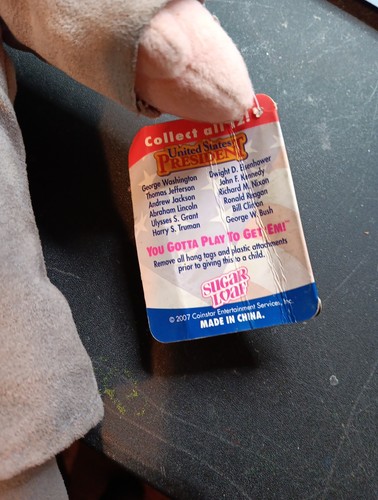 Collect all 12!
United States
PRESIDENT
George Washington
Thomas Jefferson
Andrew Jackson
Abraham Lincoln
Ulysses S. Grant
Harry S. Truman
Dwight D. Eisenhower
John F. Kennedy
Richard M. Nixon
Ronald Reagan
Bill Clinton
George W. Bush
YOU GOTTA PLAY TO GET 'EM!™
Remove all hang tags and plastic attachments
prior to giving this to a child.
SUGAR
LOAF
© 2007 Coinstar Entertainment Services, Inc.
MADE IN CHINA.